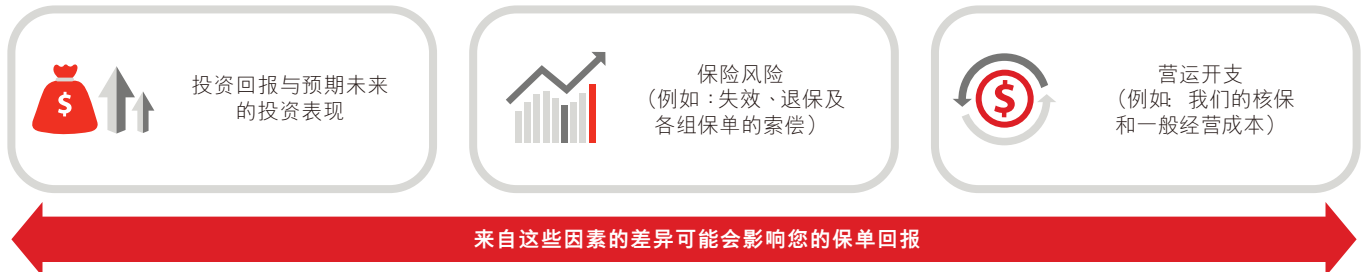 投资回报与预期未来
的投资表现
保险风险
（例如：失效、退保及
各组保单的索偿）
营运开支
（例如: 我们的核保
和一般经营成本）
来自这些因素的差异可能会影响您的保单回报
$
$